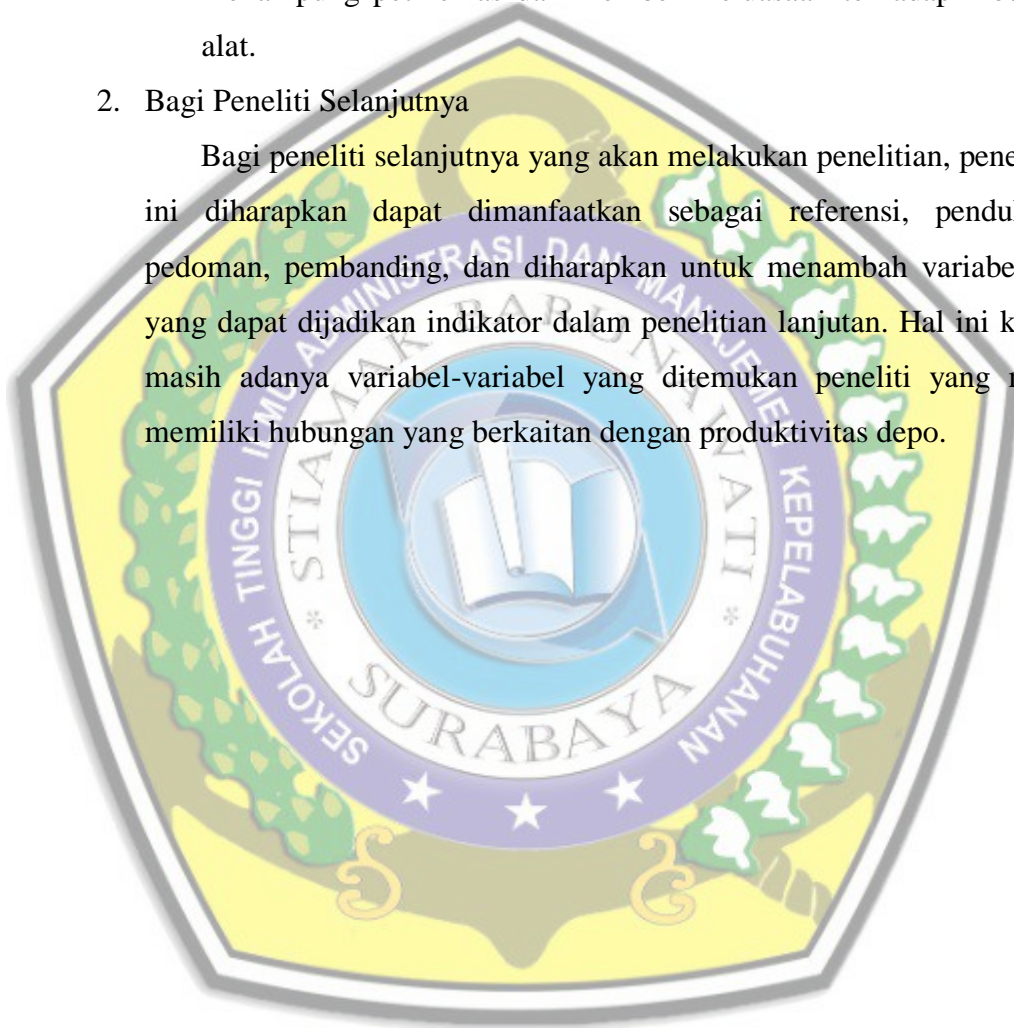 alat.
2. Bagi Peneliti Selanjutnya
Bagi peneliti selanjutnya yang akan melakukan penelitian,
ini diharapkan dapat dimanfaatkan sebagai referensi,
pedoman, pembanding, dan diharapkan untuk menambah
yang dapat dijadikan indikator dalam penelitian lanjutan. Hal ini
masih adanya variabel-variabel yang ditemukan peneliti yang
memiliki hubungan yang berkaitan dengan produktivitas depo.
SEKOLAH TINGGI ILMU ADMINISTRASI DAN MANAJEMEN KEPELABUHANAN
STIAMAK BARUNAWATI
SURABAYA